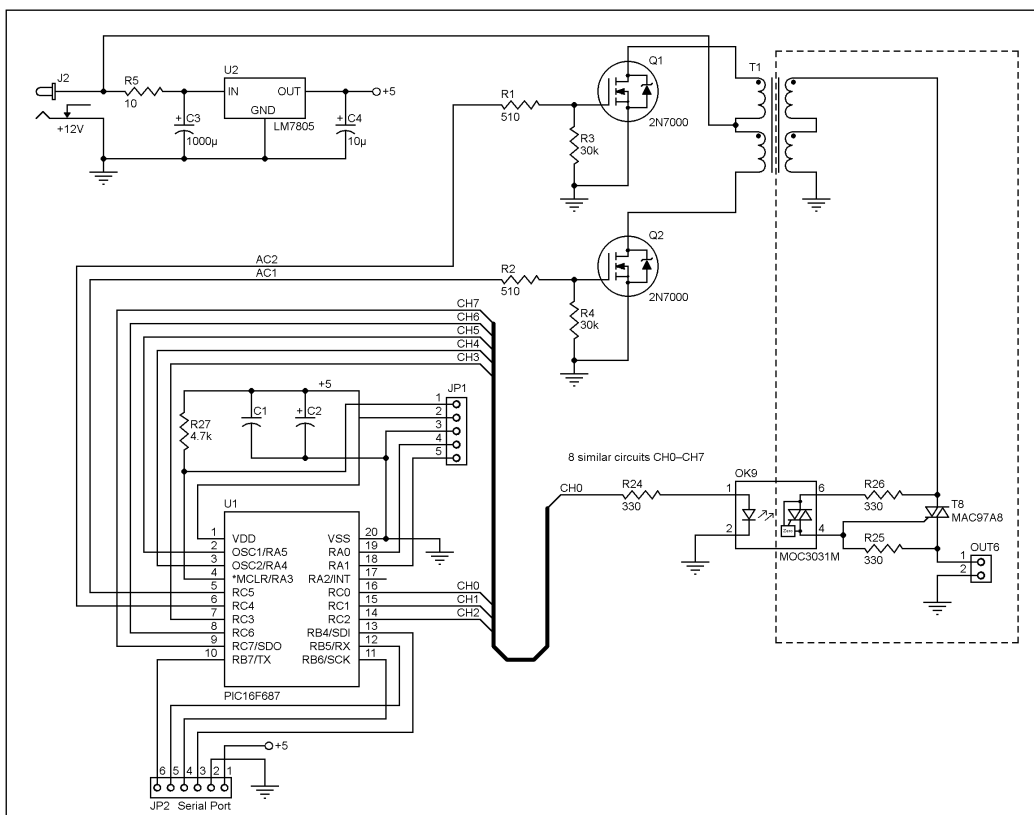 J2
+12V
R5
10
+ C3
1000µ
U2
IN OUT
GND
LM7805
+5
+ C4
10µ
R1
510
R3
30k
Q1
2N7000
T1
R2
510
R4
30k
Q2
2N7000
AC2
AC1
CH7
CH6
CH5
CH4
CH3
+5
R27
4.7k
C1
+ C2
JP1
1
2
3
4
5
8 similar circuits CH0–CH7
CH0
R24
330
OK9
1
2
6
4
Zero
MOC3031M
R26
330
R25
330
T8
MAC97A8
OUT6
1
2
U1
1 VDD VSS 20
2 OSC1/RA5 RA0 19
3 OSC2/RA4 RA1 18
4 *MCLR/RA3 RA2/INT 17
5 RC5 RC0 16
6 RC4 RC1 15
7 RC3 RC2 14
8 RC6 RB4/SDI 13
9 RC7/SDO RB5/RX 12
10 RB7/TX RB6/SCK 11
PIC16F687
CH0
CH1
CH2
+5
6 5 4 3 2 1
JP2 Serial Port